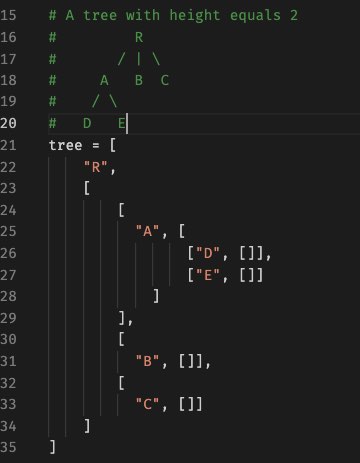 15 # A tree with height equals 2
16 #         R
17 #       / | \
18 #     A   B  C
19 #    / \
20 #   D   E
21 tree = [
22     "R",
23     [
24         [
25           "A", [
26                 ["D", []],
27                 ["E", []]
28             ]
29         ],
30         [
31           "B", []],
32         [
33           "C", []]
34     ]
35 ]